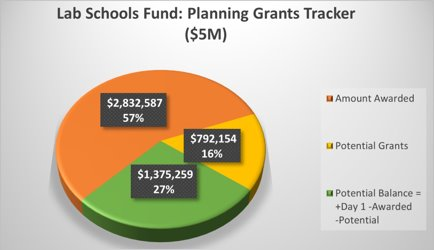 Lab Schools Fund: Planning Grants Tracker
($5M)
$2,832,587
57%
$792,154
16%
$1,375,259
27%
Amount Awarded
Potential Grants
Potential Balance =
+Day 1 -Awarded
-Potential